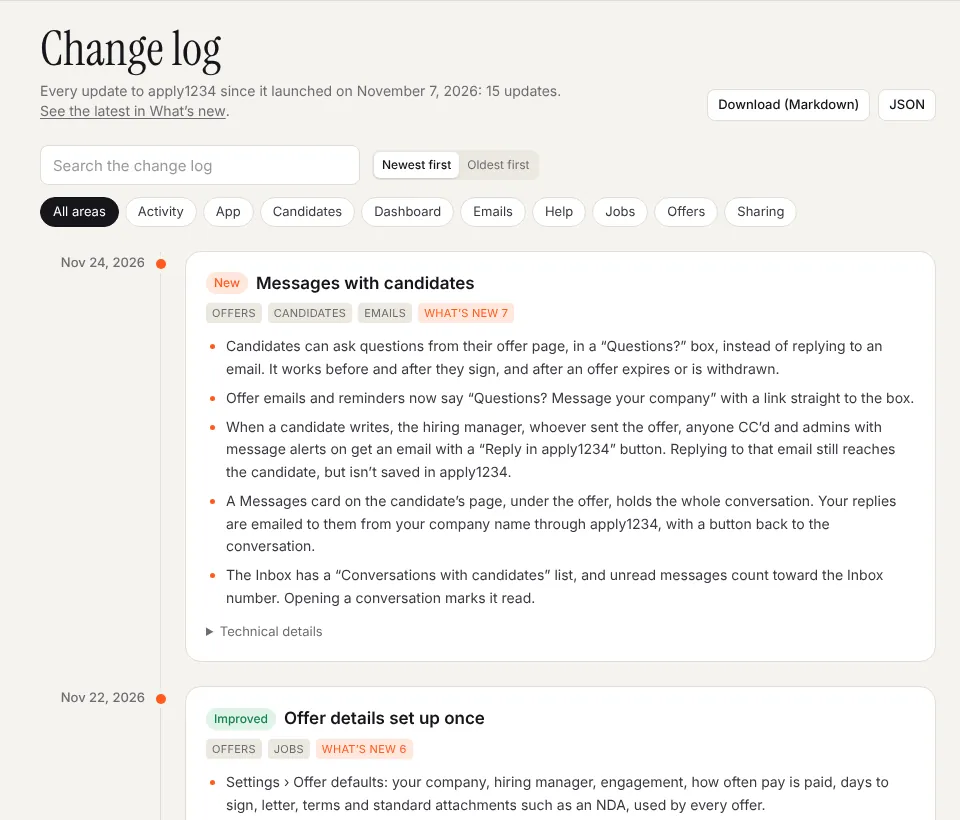 Change log
Every update to apply1234 since it launched on November 7, 2026: 15 updates.
See the latest in What’s new.
Download (Markdown)
JSON
Search the change log
Newest first
Oldest first
All areas
Activity
App
Candidates
Dashboard
Emails
Help
Jobs
Offers
Sharing
Nov 24, 2026
New
Messages with candidates
OFFERS
CANDIDATES
EMAILS
WHAT’S NEW 7
Candidates can ask questions from their offer page, in a “Questions?” box, instead of replying to an
email. It works before and after they sign, and after an offer expires or is withdrawn.
Offer emails and reminders now say “Questions? Message your company” with a link straight to the box.
When a candidate writes, the hiring manager, whoever sent the offer, anyone CC’d and admins with
message alerts on get an email with a “Reply in apply1234” button. Replying to that email still reaches
the candidate, but isn’t saved in apply1234.
A Messages card on the candidate’s page, under the offer, holds the whole conversation. Your replies
are emailed to them from your company name through apply1234, with a button back to the
conversation.
The Inbox has a “Conversations with candidates” list, and unread messages count toward the Inbox
number. Opening a conversation marks it read.
Technical details
Nov 22, 2026
Improved
Offer details set up once
OFFERS
JOBS
WHAT’S NEW 6
Settings › Offer defaults: your company, hiring manager, engagement, how often pay is paid, days to
sign, letter, terms and standard attachments such as an NDA, used by every offer.